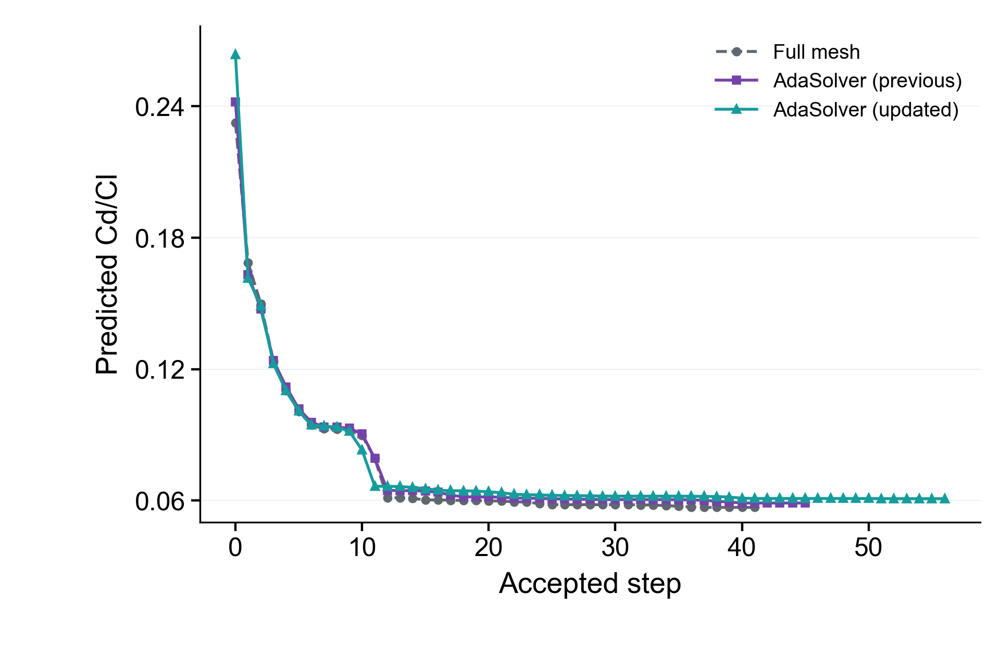 Full mesh
AdaSolver (previous)
AdaSolver (updated)
0.24
0.18
0.12
0.06
Predicted Cd/Cl
0 10 20 30 40 50
Accepted step